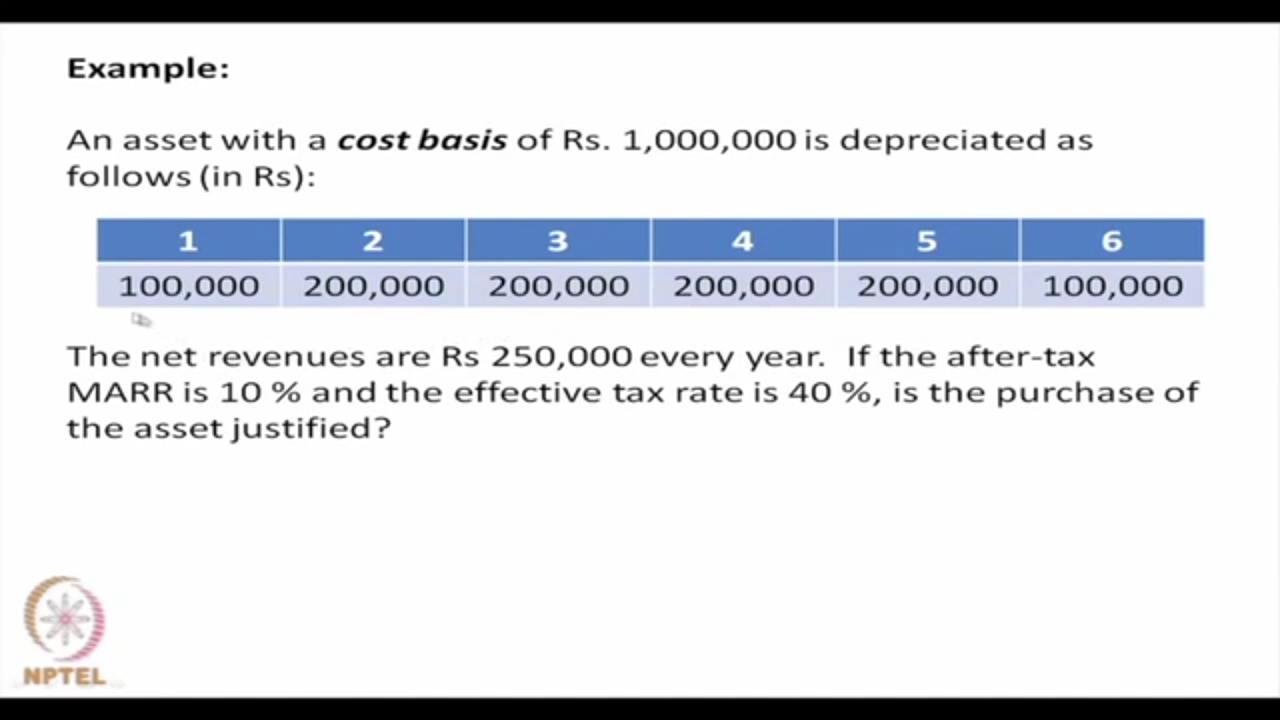 Example:
An asset with a cost basis of Rs. 1,000,000 is depreciated as
follows (in Rs):
1 2 3 4 5 6
100,000 200,000 200,000 200,000 200,000 100,000
The net revenues are Rs 250,000 every year. If the after-tax
MARR is 10 % and the effective tax rate is 40 %, is the purchase of
the asset justified?
NPTEL